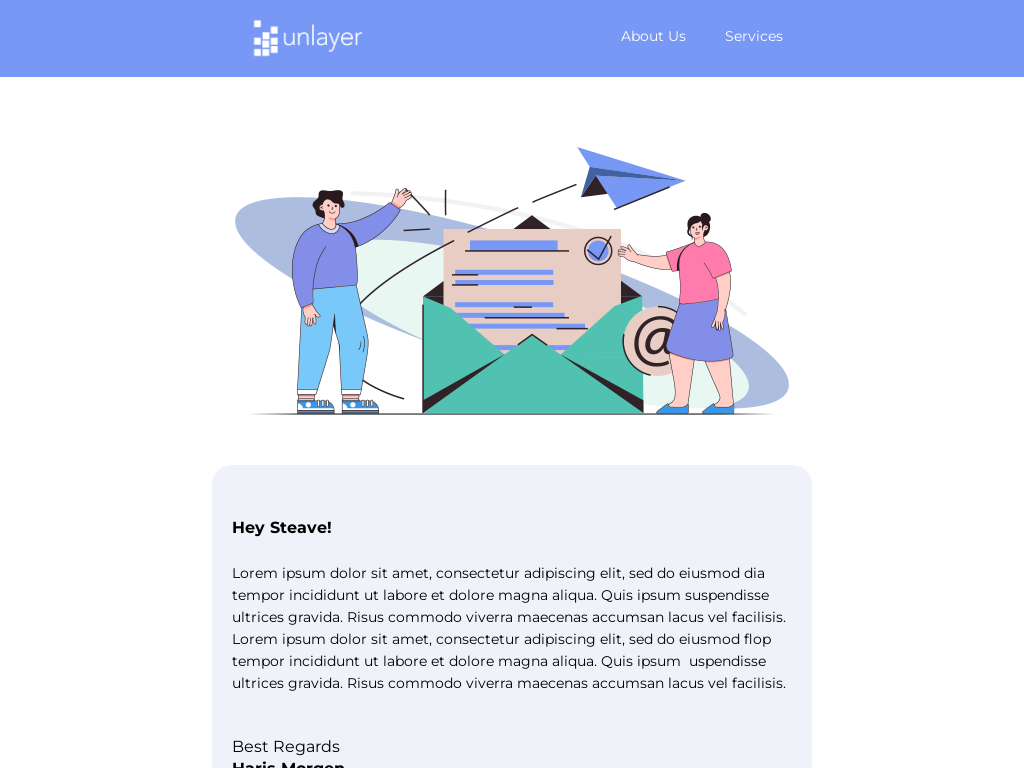 unlayer
About Us
Services
@
Hey Steave!
Lorem ipsum dolor sit amet, consectetur adipiscing elit, sed do eiusmod dia
tempor incididunt ut labore et dolore magna aliqua. Quis ipsum suspendisse
ultrices gravida. Risus commodo viverra maecenas accumsan lacus vel facilisis.
Lorem ipsum dolor sit amet, consectetur adipiscing elit, sed do eiusmod flop
tempor incididunt ut labore et dolore magna aliqua. Quis ipsum  uspendisse
ultrices gravida. Risus commodo viverra maecenas accumsan lacus vel facilisis.
Best Regards
Haris Morgen